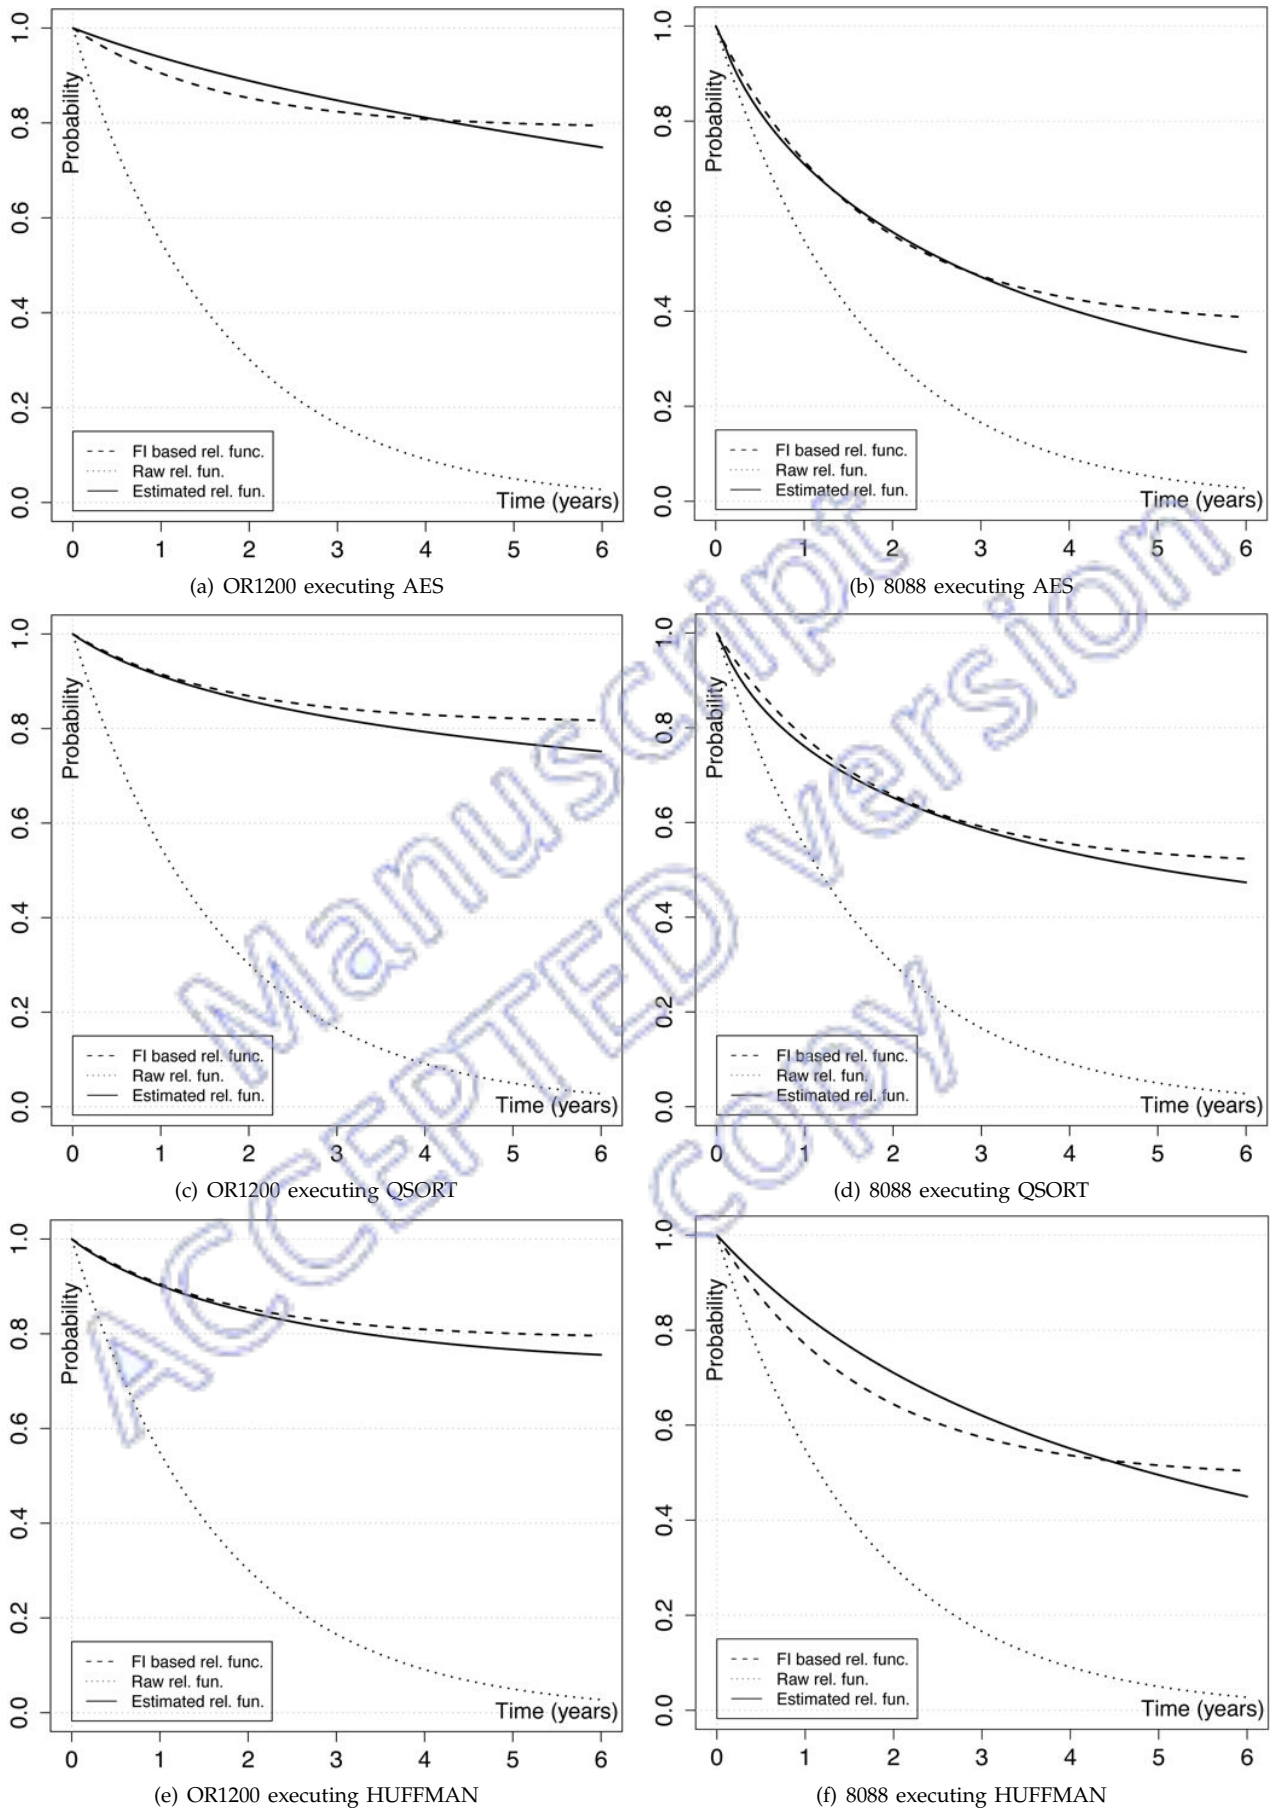 1.0
0.8
0.6
0.4
0.2
0.0
Probability
FI based rel. func.
Raw rel. fun.
Estimated rel. fun.
Time (years)
0 1 2 3 4 5 6
(a) OR1200 executing AES
1.0
0.8
0.6
0.4
0.2
0.0
Probability
FI based rel. func.
Raw rel. fun.
Estimated rel. fun.
Time (years)
0 1 2 3 4 5 6
(b) 8088 executing AES
1.0
0.8
0.6
0.4
0.2
0.0
Probability
FI based rel. func.
Raw rel. fun.
Estimated rel. fun.
Time (years)
0 1 2 3 4 5 6
(c) OR1200 executing QSORT
1.0
0.8
0.6
0.4
0.2
0.0
Probability
FI based rel. func.
Raw rel. fun.
Estimated rel. fun.
Time (years)
0 1 2 3 4 5 6
(d) 8088 executing QSORT
1.0
0.8
0.6
0.4
0.2
0.0
Probability
FI based rel. func.
Raw rel. fun.
Estimated rel. fun.
Time (years)
0 1 2 3 4 5 6
(e) OR1200 executing HUFFMAN
1.0
0.8
0.6
0.4
0.2
0.0
Probability
FI based rel. func.
Raw rel. fun.
Estimated rel. fun.
Time (years)
0 1 2 3 4 5 6
(f) 8088 executing HUFFMAN
Manuscript
ACCEPTED version
copy